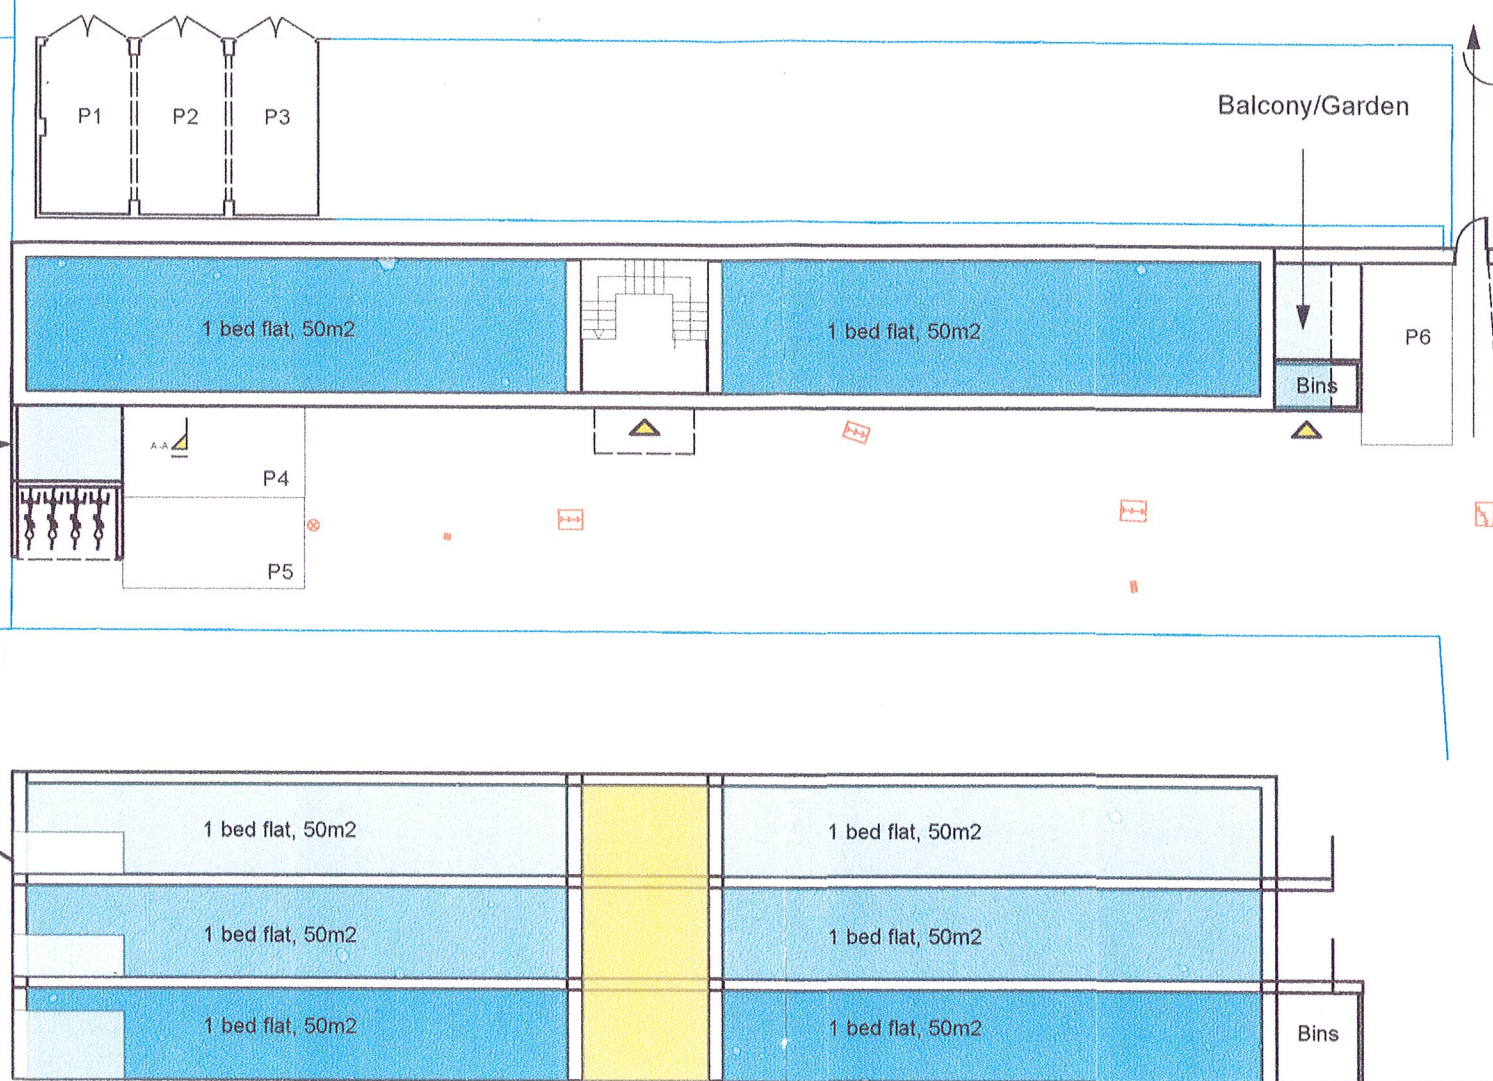 P1 P2 P3
Balcony/Garden
1 bed flat, 50m2
1 bed flat, 50m2
P6
Bins
A-A
P4
P5
1 bed flat, 50m2
1 bed flat, 50m2
1 bed flat, 50m2
1 bed flat, 50m2
1 bed flat, 50m2
1 bed flat, 50m2
Bins